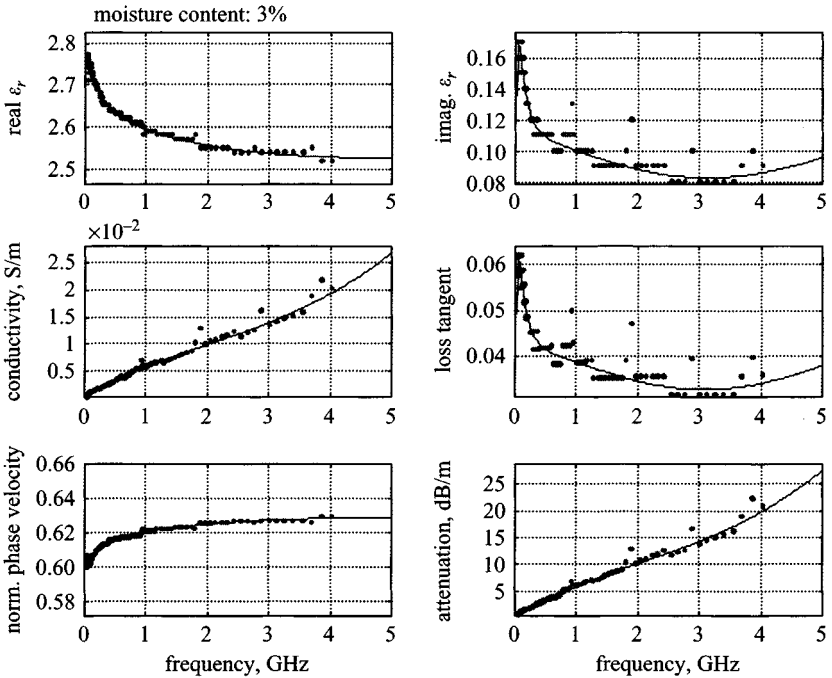 moisture content: 3%
real εr
2.8
2.7
2.6
2.5
0 1 2 3 4 5
imag. εr
0.16
0.14
0.12
0.10
0.08
0 1 2 3 4 5
×10−2
conductivity, S/m
2.5
2
1.5
1
0.5
0 1 2 3 4 5
loss tangent
0.06
0.05
0.04
0 1 2 3 4 5
norm. phase velocity
0.66
0.64
0.62
0.60
0.58
0 1 2 3 4 5
frequency, GHz
attenuation, dB/m
25
20
15
10
5
0 1 2 3 4 5
frequency, GHz